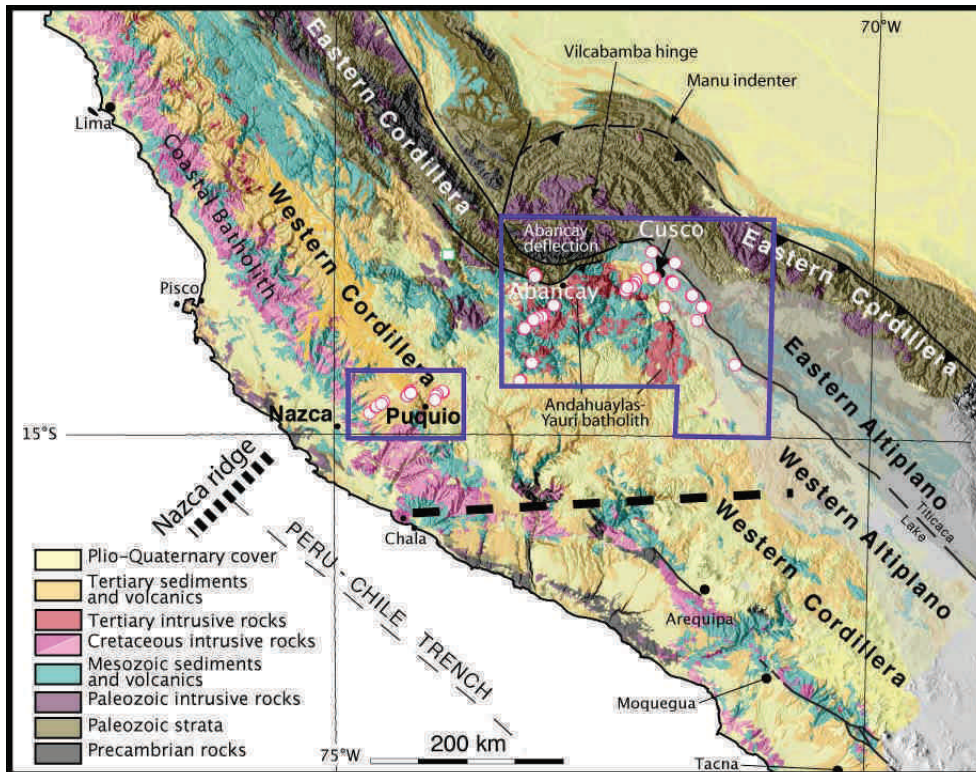 70°W
Vilcabamba hinge
Manu indenter
Eastern Cordillera
Lima
Coastal Batholith
Western Cordillera
Abancay
deflection
Cusco
Eastern Cordillera
Pisco
Abancay
Eastern Altiplano
Nazca
Puquio
Andahuaylas-
Yauri batholith
15°S
Nazca ridge
Western Altiplano
Titicaca
Lake
Chala
Western Cordillera
PERU - CHILE TRENCH
Arequipa
Moquegua
Plio-Quaternary cover
Tertiary sediments
and volcanics
Tertiary intrusive rocks
Cretaceous intrusive rocks
Mesozoic sediments
and volcanics
Paleozoic intrusive rocks
Paleozoic strata
Precambrian rocks
75°W
200 km
Tacna